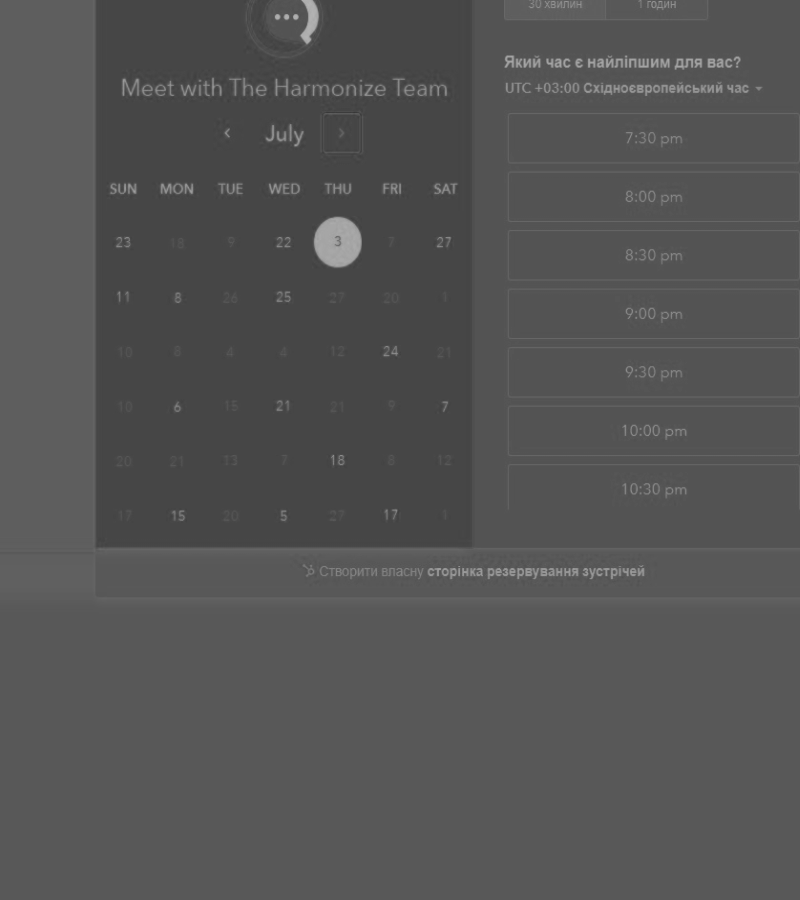 30 хвилин 1 годин
Meet with The Harmonize Team
July
SUN MON TUE WED THU FRI SAT
23 18 9 22 3 7 27
11 8 26 25 27 20 1
10 8 4 4 12 24 21
10 6 15 21 21 9 7
20 21 13 7 18 8 12
17 15 20 5 27 17 1
Який час є найліпшим для вас?
UTC +03:00 Східноєвропейський час
7:30 pm
8:00 pm
8:30 pm
9:00 pm
9:30 pm
10:00 pm
10:30 pm
Створити власну сторінка резервування зустрічей